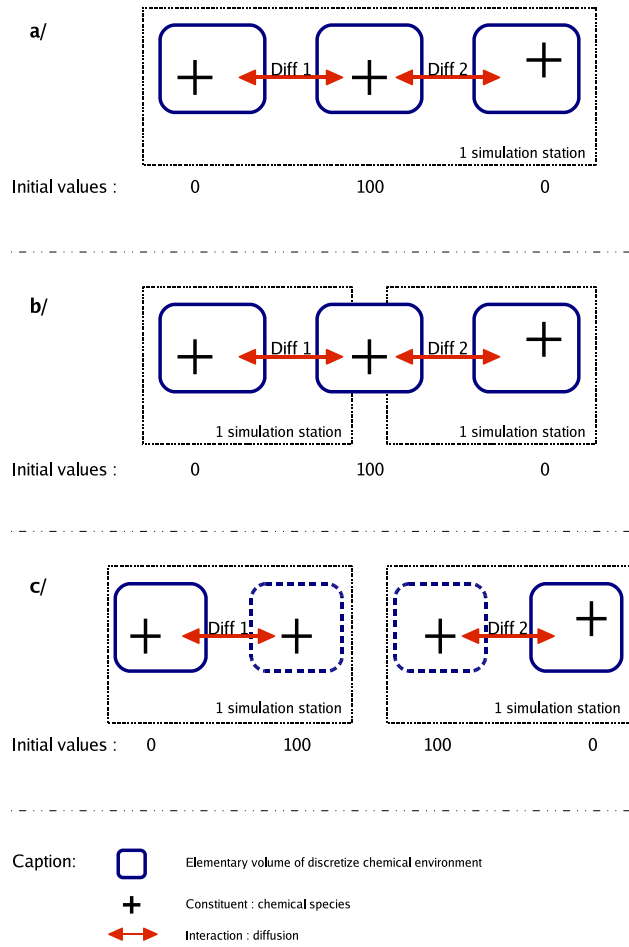 a/
Diff 1
Diff 2
1 simulation station
Initial values :
0
100
0
b/
Diff 1
Diff 2
1 simulation station
1 simulation station
Initial values :
0
100
0
c/
Diff 1
Diff 2
1 simulation station
1 simulation station
Initial values :
0
100
100
0
Caption:
Elementary volume of discretize chemical environment
Constituent : chemical species
Interaction : diffusion